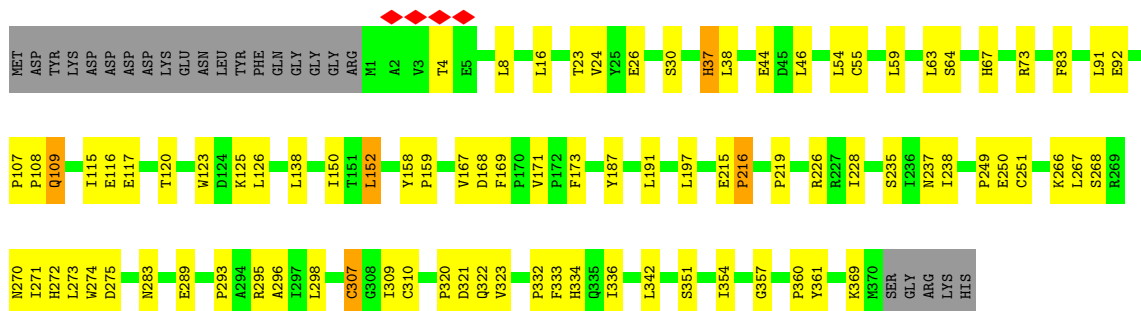 MET ASP TYR LYS ASP ASP ASP ASP LYS GLU ASN LEU TYR PHE GLN GLY GLY GLY ARG M1 A2 V3 T4 E5 L8 L16 T23 V24 Y25 E26 S30 H37 L38 E44 D45 L46 L54 C55 L59 L63 S64 H67 R73 F83 L91 E92
P107 P108 Q109 I115 E116 E117 T120 W123 D124 K125 L126 L138 I150 T151 L152 Y158 P159 V167 D168 F169 P170 V171 P172 F173 Y187 L191 L197 E215 P216 P219 R226 R227 I228 S235 I236 N237 I238 P249 E250 C251 K266 L267 S268 R269
N270 I271 H272 L273 W274 D275 N283 E289 P293 A294 R295 A296 I297 L298 C307 G308 I309 C310 P320 D321 Q322 V323 P332 F333 H334 Q335 I336 L342 S351 I354 G357 P360 Y361 K369 M370 SER GLY ARG LYS HIS